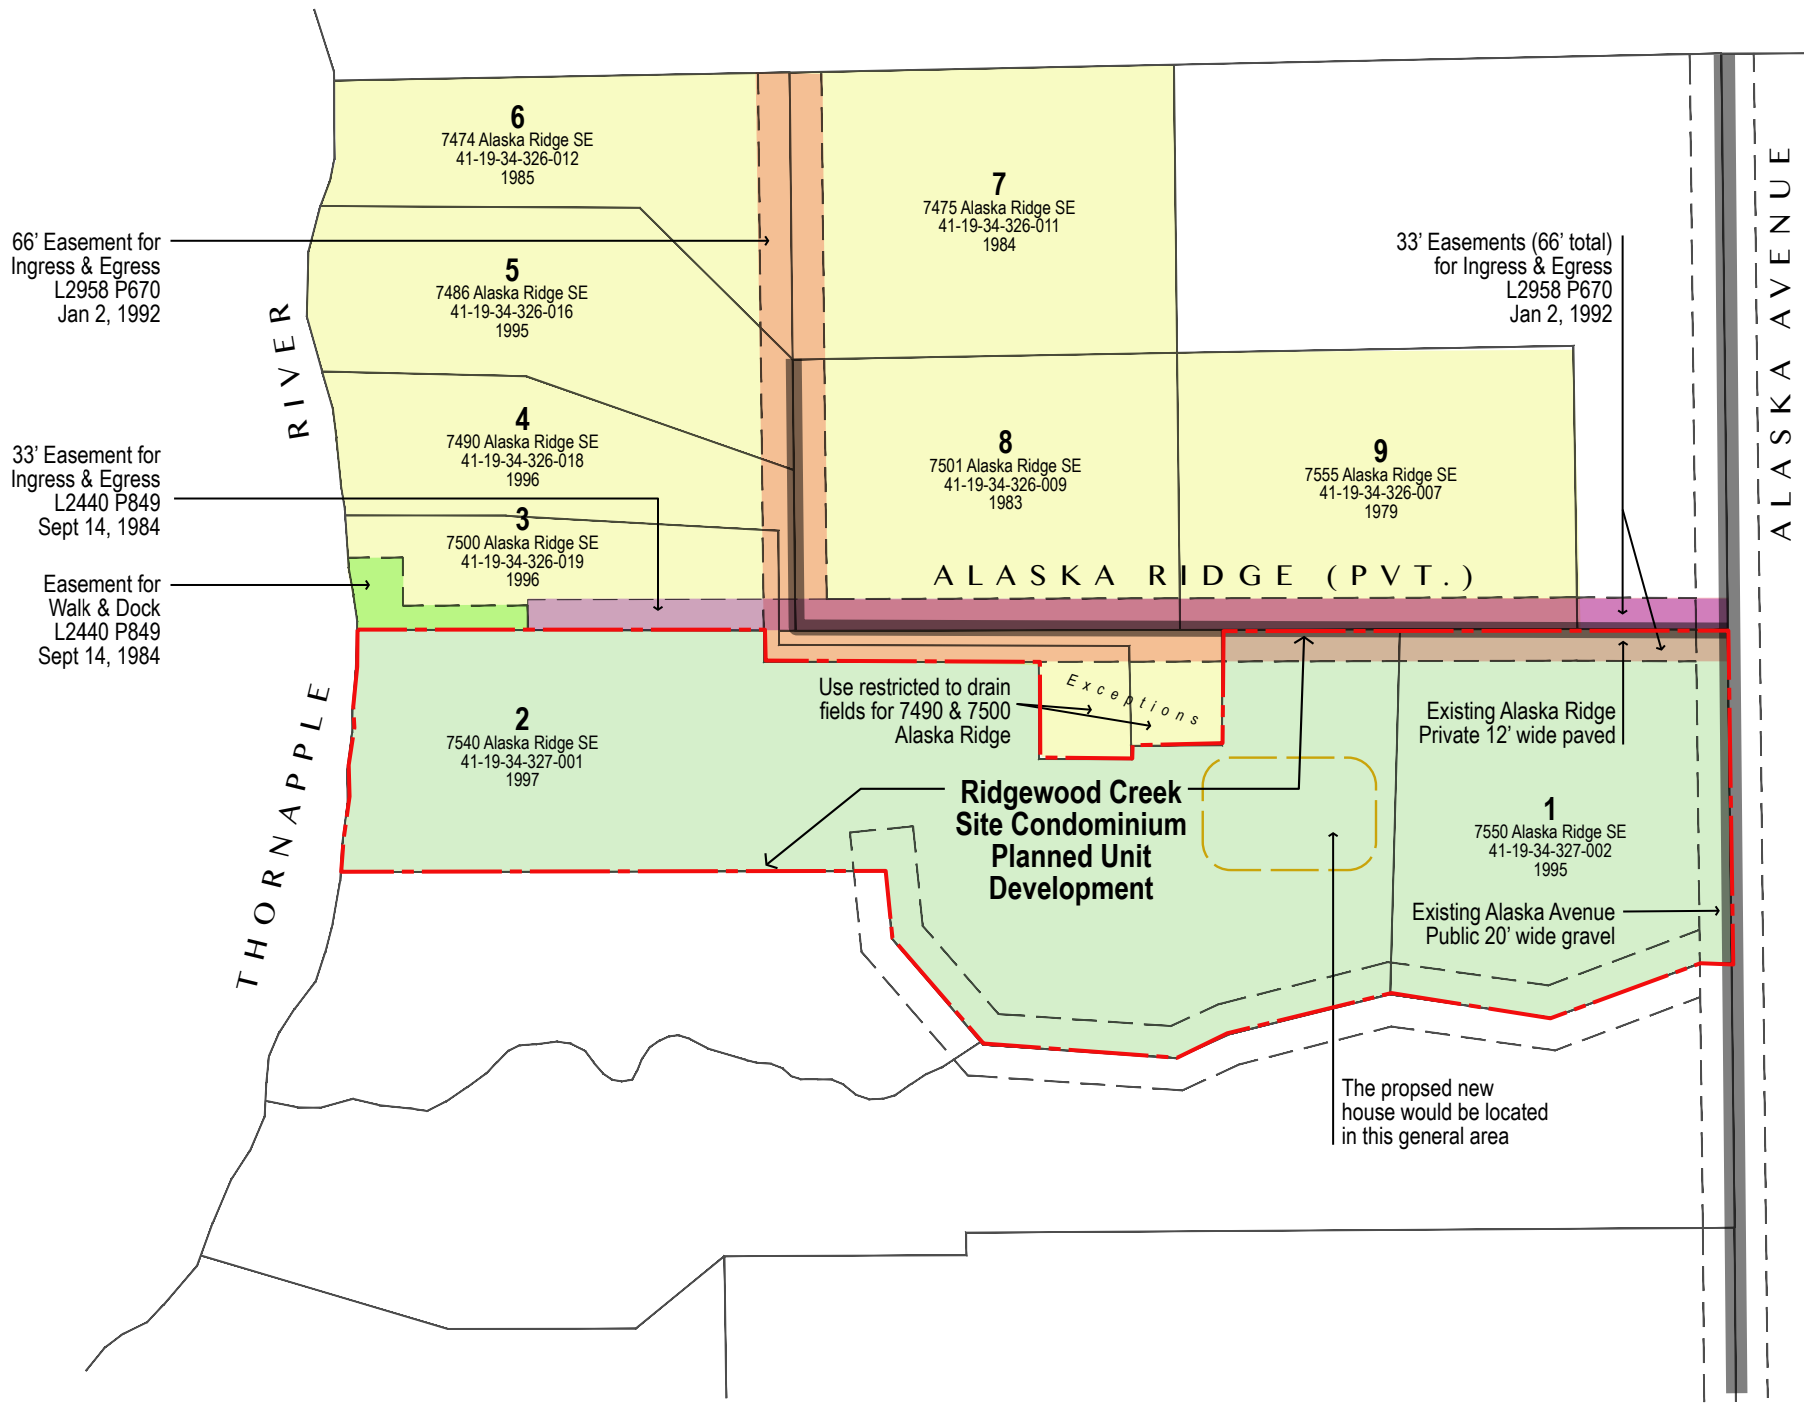 6
7474 Alaska Ridge SE
41-19-34-326-012
1985
7
7475 Alaska Ridge SE
41-19-34-326-011
1984
66’ Easement for
Ingress & Egress
L2958 P670
Jan 2, 1992
5
7486 Alaska Ridge SE
41-19-34-326-016
1995
33’ Easements (66’ total)
for Ingress & Egress
L2958 P670
Jan 2, 1992
ALASKA AVENUE
THORNAPPLE RIVER
4
7490 Alaska Ridge SE
41-19-34-326-018
1996
8
7501 Alaska Ridge SE
41-19-34-326-009
1983
9
7555 Alaska Ridge SE
41-19-34-326-007
1979
33’ Easement for
Ingress & Egress
L2440 P849
Sept 14, 1984
3
7500 Alaska Ridge SE
41-19-34-326-019
1996
ALASKA RIDGE (PVT.)
Easement for
Walk & Dock
L2440 P849
Sept 14, 1984
2
7540 Alaska Ridge SE
41-19-34-327-001
1997
Use restricted to drain
fields for 7490 & 7500
Alaska Ridge
Exceptions
Existing Alaska Ridge
Private 12’ wide paved
Ridgewood Creek
Site Condominium
Planned Unit
Development
1
7550 Alaska Ridge SE
41-19-34-327-002
1995
Existing Alaska Avenue
Public 20’ wide gravel
The propsed new
house would be located
in this general area